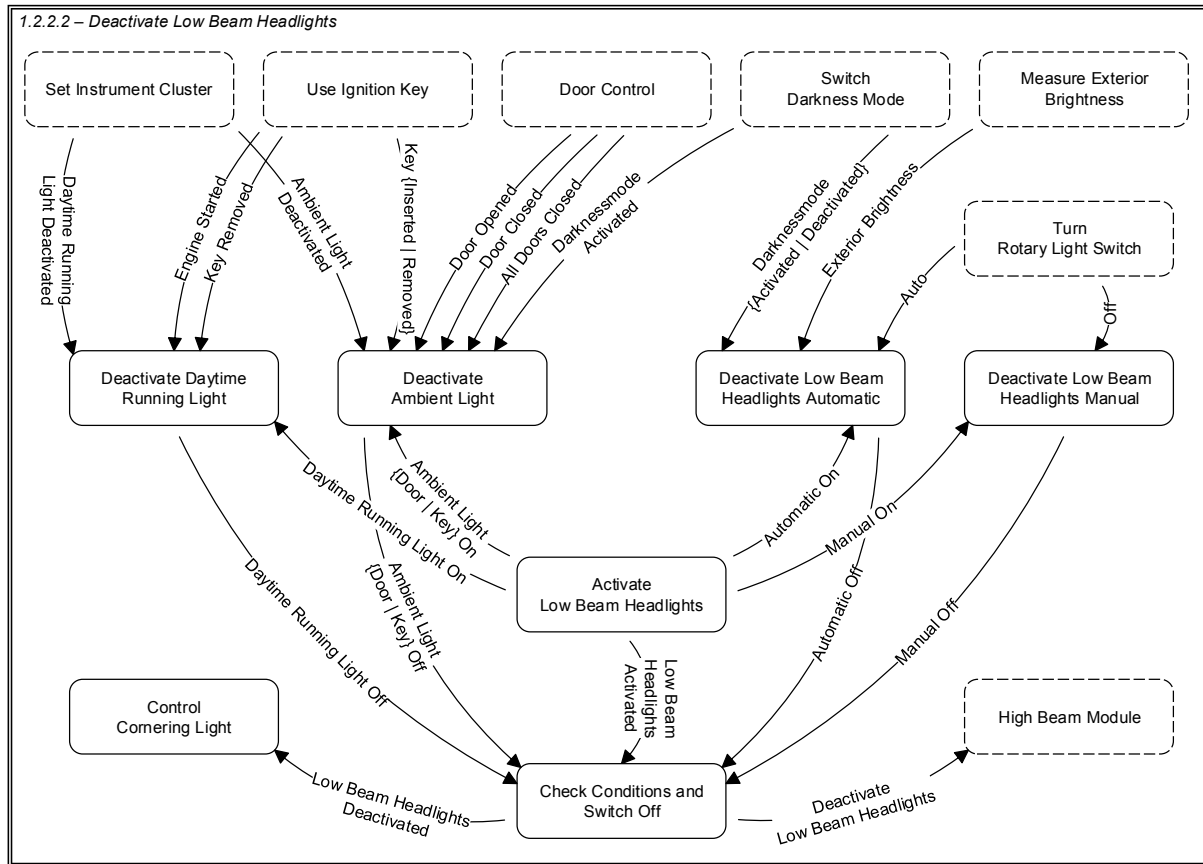 1.2.2.2 – Deactivate Low Beam Headlights
Set Instrument Cluster
Use Ignition Key
Door Control
Switch
Darkness Mode
Measure Exterior
Brightness
Turn
Rotary Light Switch
Daytime Running
Light Deactivated
Engine Started
Key Removed
Ambient Light
Deactivated
Key {Inserted | Removed}
Door Opened
Door Closed
All Doors Closed
Darknessmode
Activated
Darknessmode
{Activated | Deactivated}
Exterior Brightness
Auto
Off
Deactivate Daytime
Running Light
Deactivate
Ambient Light
Deactivate Low Beam
Headlights Automatic
Deactivate Low Beam
Headlights Manual
Daytime Running Light On
Ambient Light
{Door | Key} On
Automatic On
Manual On
Activate
Low Beam Headlights
Daytime Running Light Off
Ambient Light
{Door | Key} Off
Low Beam
Headlights
Activated
Automatic Off
Manual Off
Control
Cornering Light
High Beam Module
Check Conditions and
Switch Off
Low Beam Headlights
Deactivated
Deactivate
Low Beam Headlights